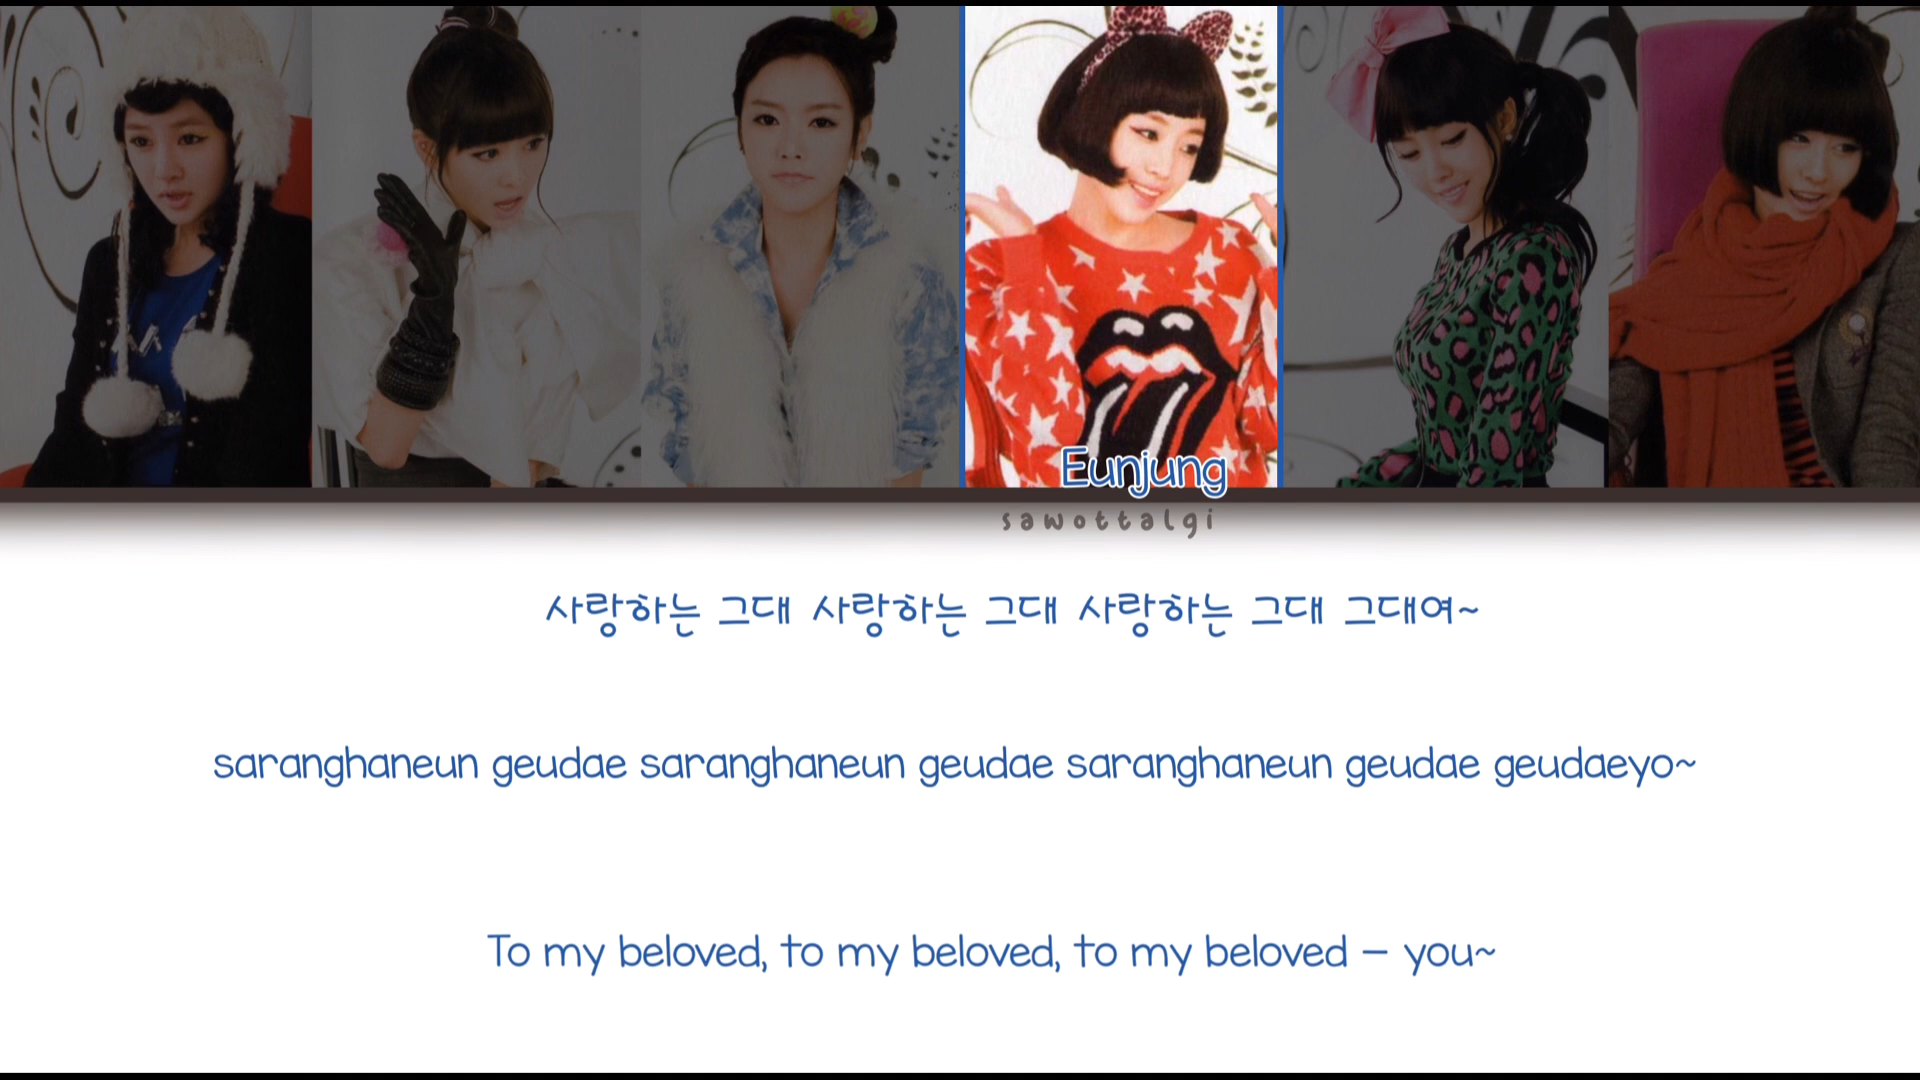 Eunjung
sawottalgi
사랑하는 그대 사랑하는 그대 사랑하는 그대 그대여~
saranghaneun geudae saranghaneun geudae saranghaneun geudae geudaeyo~
To my beloved, to my beloved, to my beloved – you~